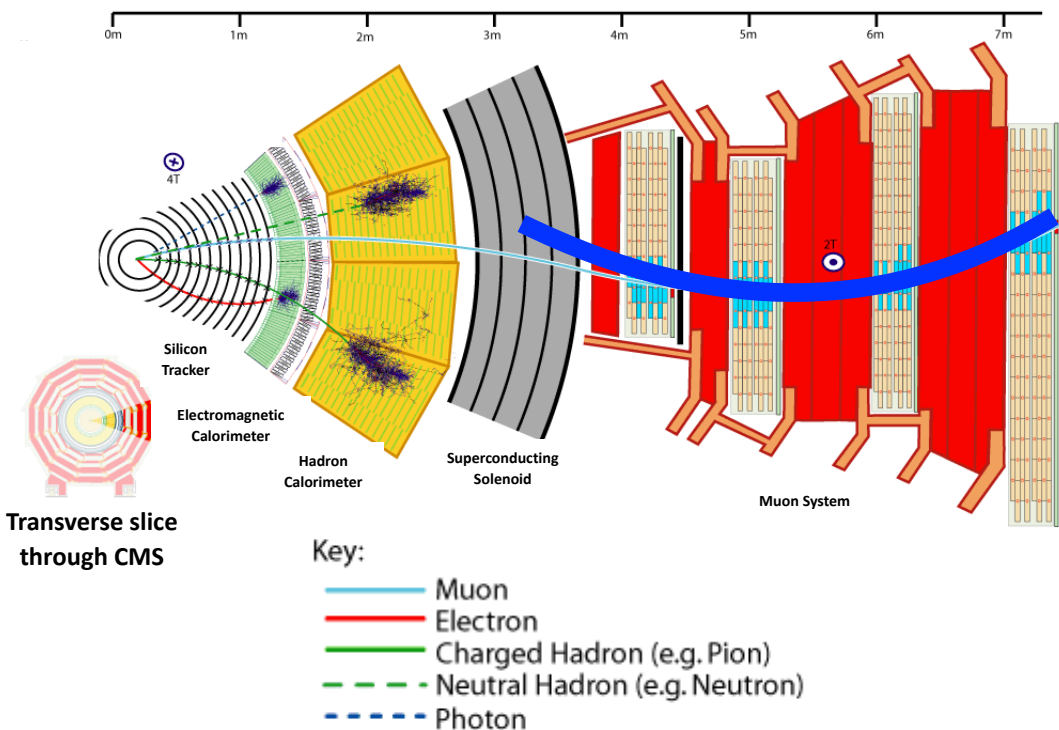 0m 1m 2m 3m 4m 5m 6m 7m
4T
2T
Silicon
Tracker
Electromagnetic
Calorimeter
Hadron
Calorimeter
Superconducting
Solenoid
Muon System
Transverse slice
through CMS
Key:
Muon
Electron
Charged Hadron (e.g. Pion)
Neutral Hadron (e.g. Neutron)
Photon